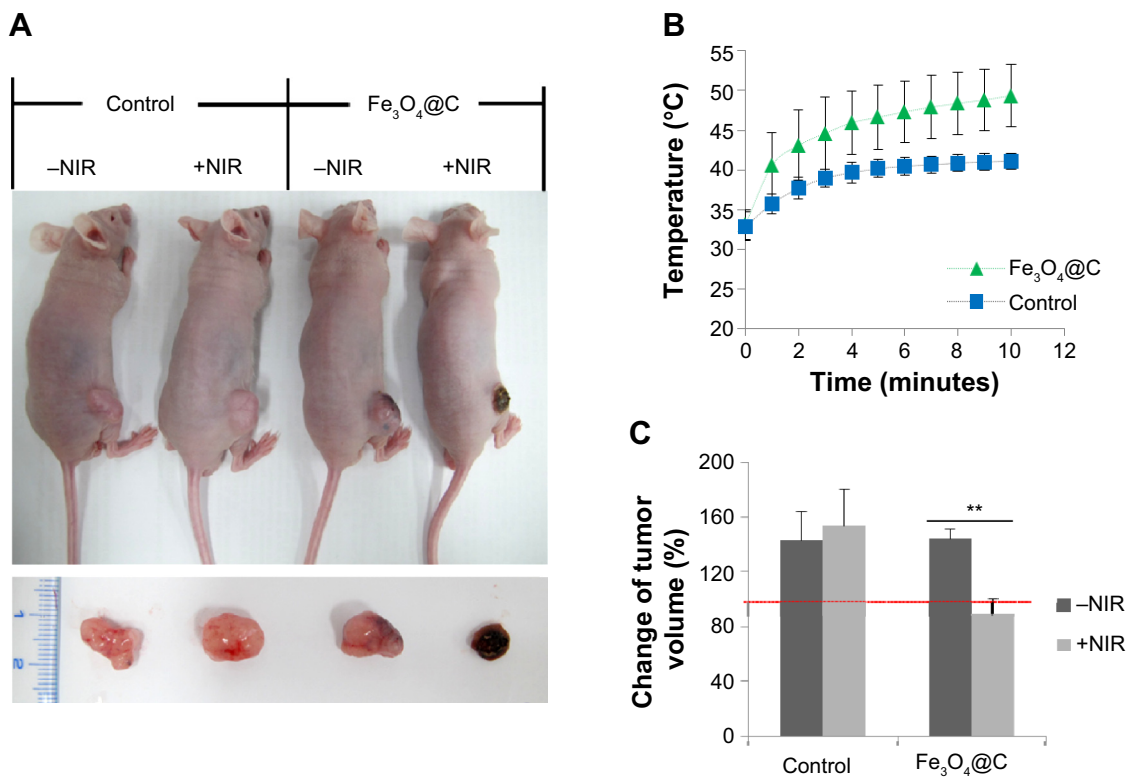 A
Control
Fe₃O₄@C
–NIR
+NIR
–NIR
+NIR
1
2
B
Temperature (°C)
55
50
45
40
35
30
25
20
0
2
4
6
8
10
12
Time (minutes)
Fe₃O₄@C
Control
C
Change of tumor
volume (%)
200
160
120
80
40
0
**
–NIR
+NIR
Control
Fe₃O₄@C